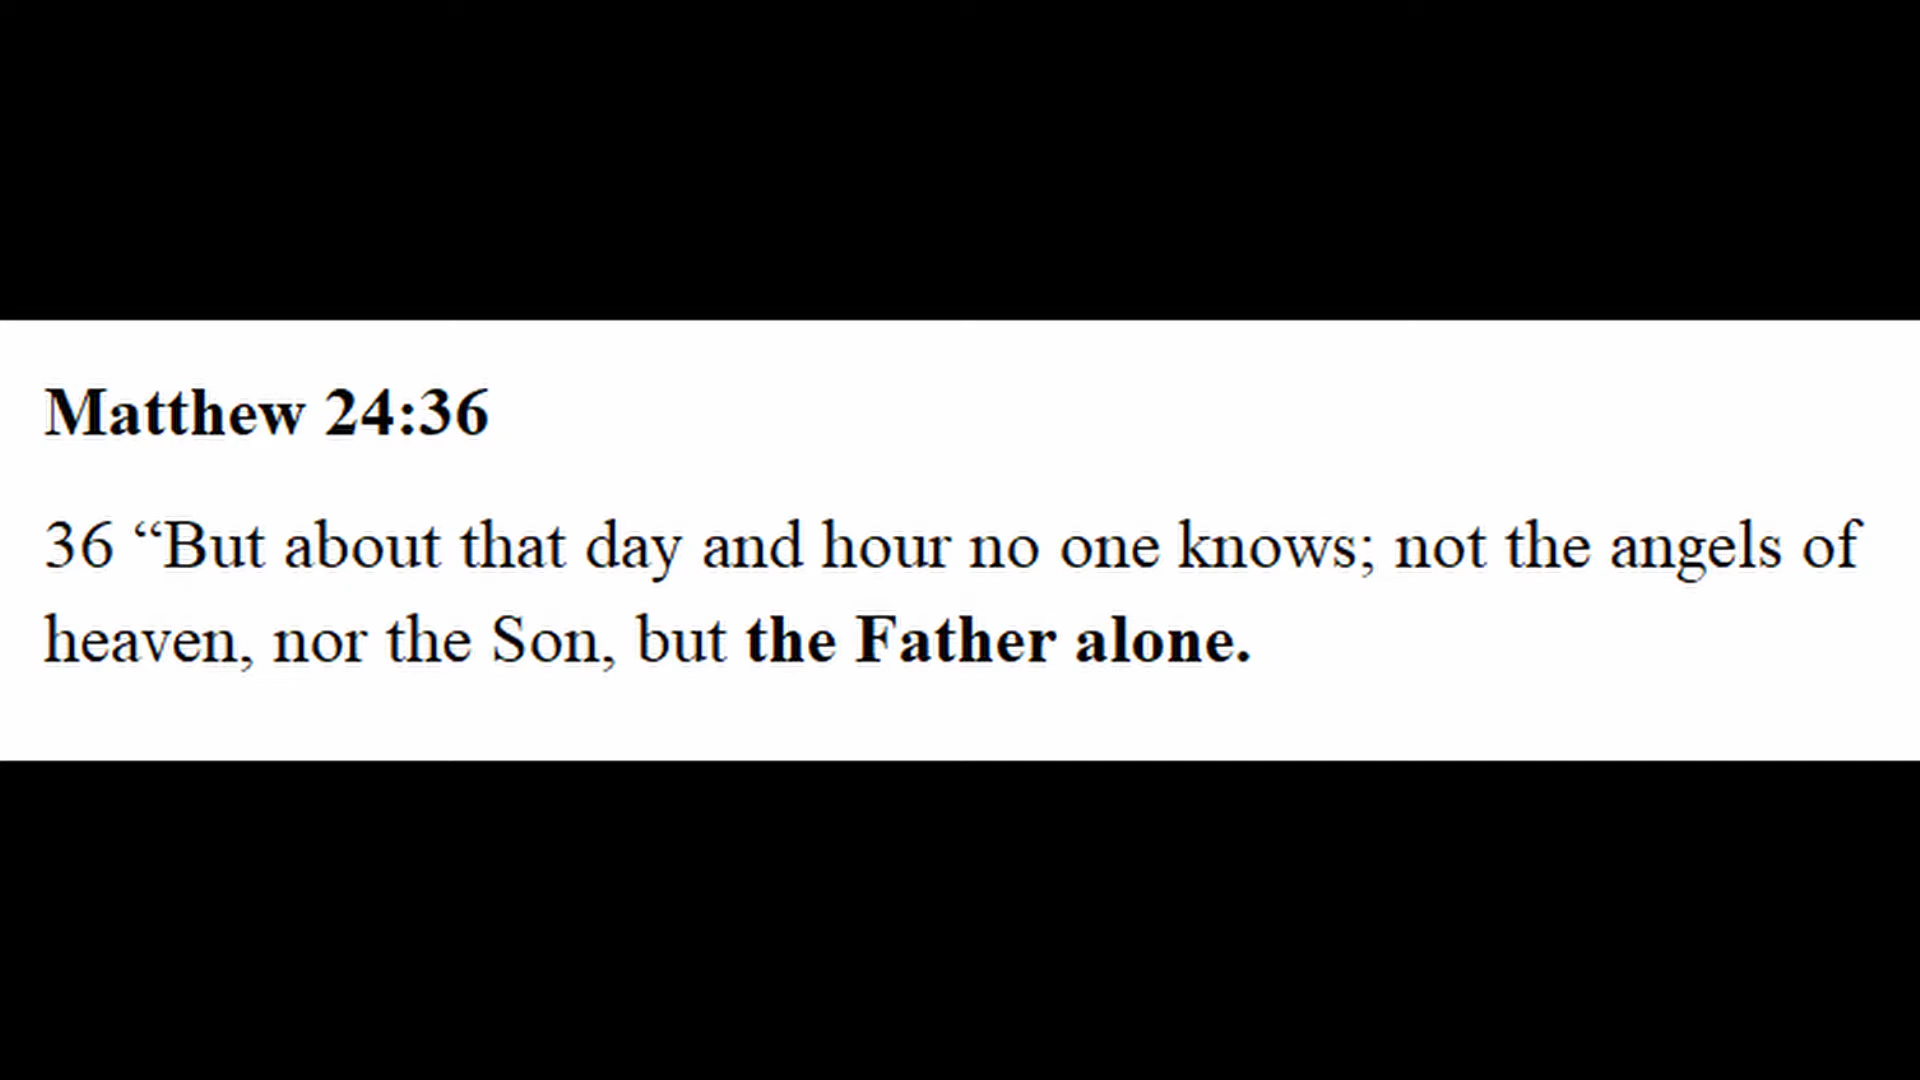 Matthew 24:36
36 “But about that day and hour no one knows; not the angels of
heaven, nor the Son, but the Father alone.